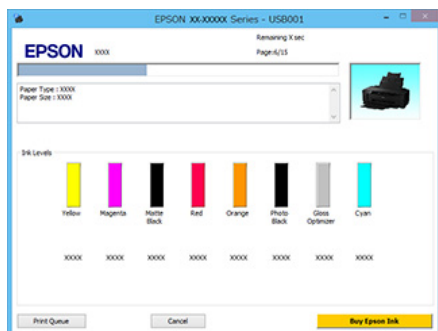 EPSON XX-XXXXX Series - USB001
EPSON
XXXX
Remaining X sec
Page:6/15
Paper Type : XXXX
Paper Size : XXXX
Ink Levels
Yellow
Magenta
Matte
Black
Red
Orange
Photo
Black
Gloss
Optimizer
Cyan
XXXX XXXX XXXX XXXX XXXX XXXX XXXX XXXX
Print Queue
Cancel
Buy Epson Ink